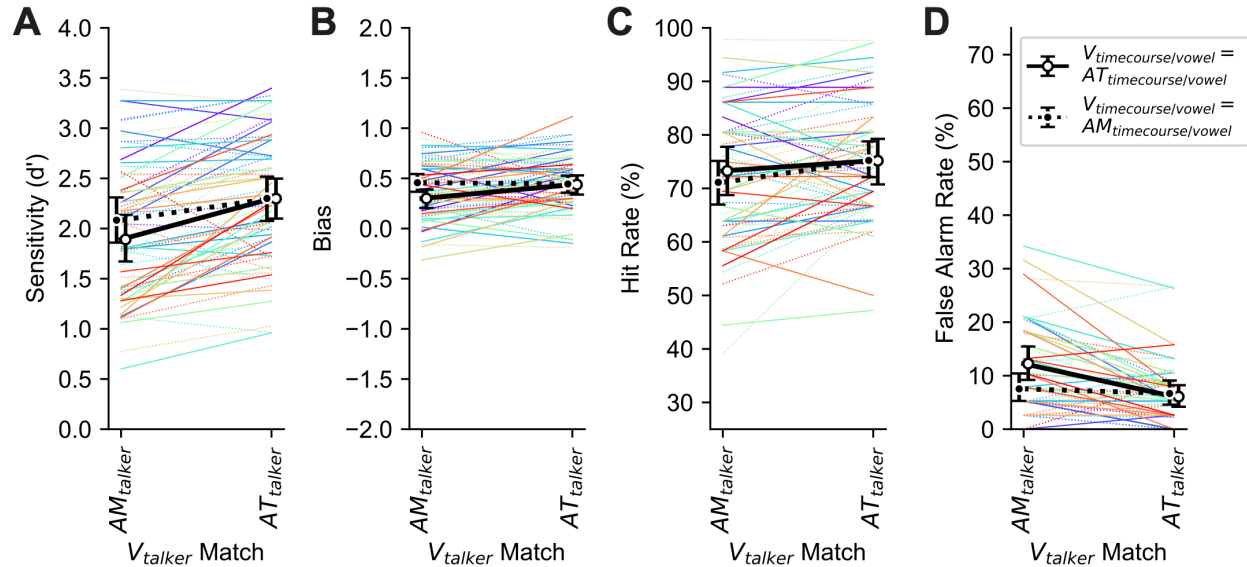 A
Sensitivity (d')
4.0
3.5
3.0
2.5
2.0
1.5
1.0
0.5
0.0
AM_talker
AT_talker
V_talker Match
B
Bias
2.0
1.5
1.0
0.5
0.0
−0.5
−1.0
−1.5
−2.0
AM_talker
AT_talker
V_talker Match
C
Hit Rate (%)
100
90
80
70
60
50
40
30
AM_talker
AT_talker
V_talker Match
D
False Alarm Rate (%)
70
60
50
40
30
20
10
0
V_timecourse/vowel =
AT_timecourse/vowel
V_timecourse/vowel =
AM_timecourse/vowel
AM_talker
AT_talker
V_talker Match